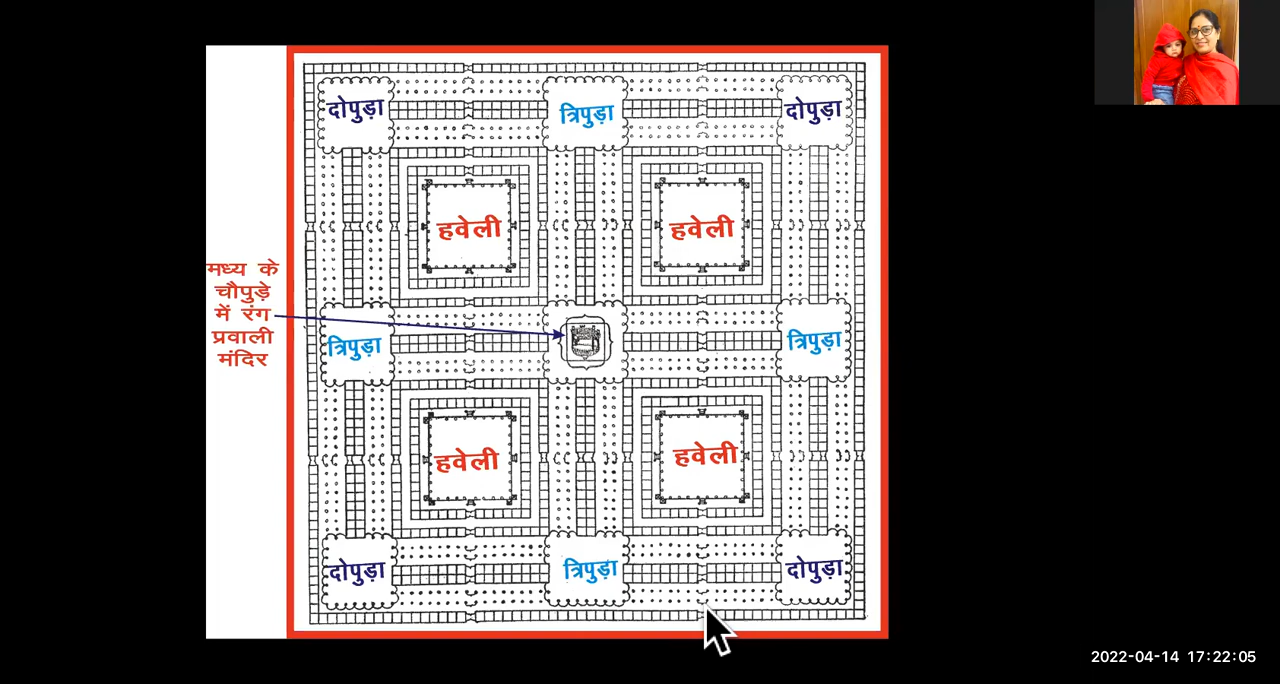 दोपुड़ा
त्रिपुड़ा
दोपुड़ा
हवेली
हवेली
मध्य के
चौपुड़े
में रंग
प्रवाली
मंदिर
त्रिपुड़ा
त्रिपुड़ा
हवेली
हवेली
दोपुड़ा
त्रिपुड़ा
दोपुड़ा
2022-04-14 17:22:05